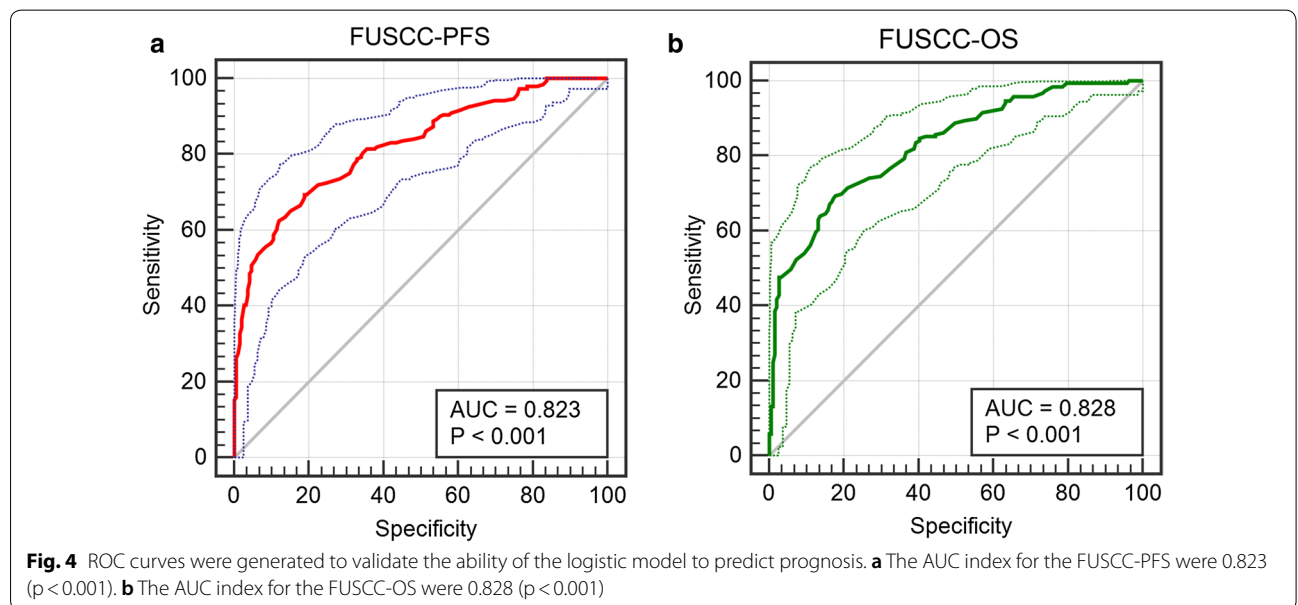 a
FUSCC-PFS
100
80
60
40
20
0
Sensitivity
0 20 40 60 80 100
Specificity
AUC = 0.823
P < 0.001
b
FUSCC-OS
100
80
60
40
20
0
Sensitivity
0 20 40 60 80 100
Specificity
AUC = 0.828
P < 0.001
Fig. 4 ROC curves were generated to validate the ability of the logistic model to predict prognosis. a The AUC index for the FUSCC-PFS were 0.823
(p < 0.001). b The AUC index for the FUSCC-OS were 0.828 (p < 0.001)